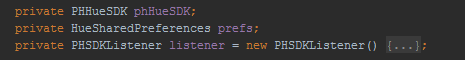 private PHHueSDK phHueSDK;
private HueSharedPreferences prefs;
private PHSDKListener listener = new PHSDKListener() {...};